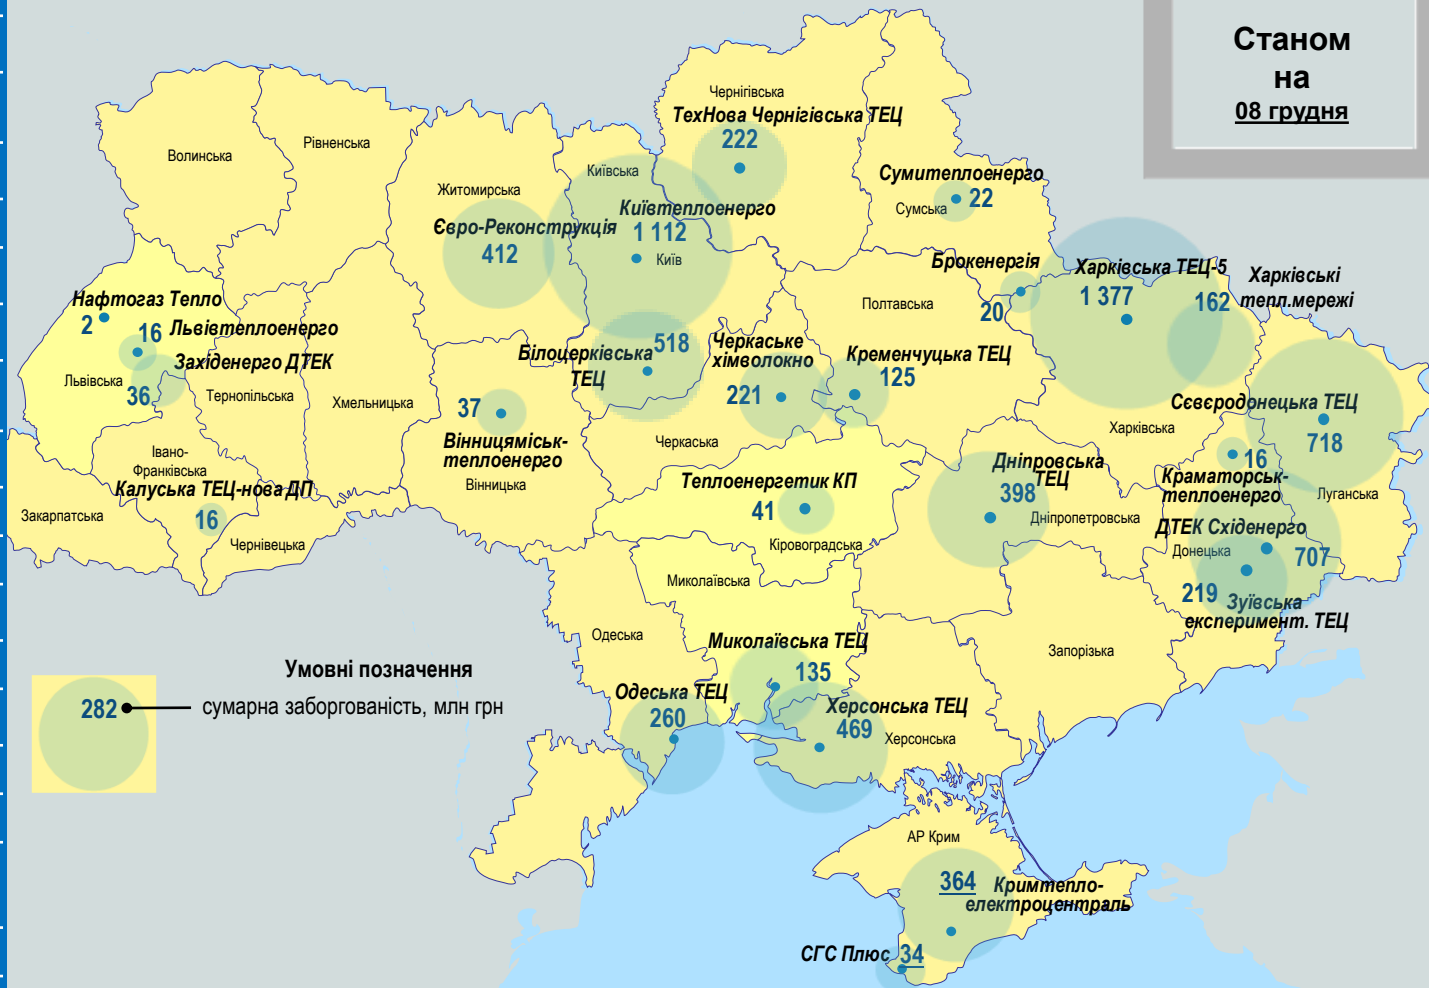 Станом
на
08 грудня
Чернігівська
ТехНова Чернігівська ТЕЦ
222
Волинська
Рівненська
Житомирська
Київська
Сумитеплоенерго
Сумська
22
Київтеплоенерго
1 112
Київ
Євро-Реконструкція
412
Брокенергія
20
Харківська ТЕЦ-5
1 377
Харківські
тепл.мережі
162
Полтавська
Нафтогаз Тепло
2
16
Львівтеплоенерго
Західенерго ДТЕК
Львівська
36
Тернопільська
Хмельницька
Білоцерківська
ТЕЦ
518
Черкаське
хімволокно
221
Кременчуцька ТЕЦ
125
37
Вінницяміськ-
теплоенерго
Вінницька
Черкаська
Харківська
Сєвєродонецька ТЕЦ
718
16
Краматорськ-
теплоенерго
Луганська
Івано-
Франківська
Калуська ТЕЦ-нова ДП
16
Закарпатська
Чернівецька
Теплоенергетик КП
41
Кіровоградська
Дніпровська
ТЕЦ
398
Дніпропетровська
ДТЕК Східенерго
Донецька
707
219
Зуївська
експеримент. ТЕЦ
Миколаївська
Одеська
Миколаївська ТЕЦ
135
Запорізька
Одеська ТЕЦ
260
Херсонська ТЕЦ
469
Херсонська
Умовні позначення
282
сумарна заборгованість, млн грн
АР Крим
364
Кримтепло-
електроцентраль
СГС Плюс
34